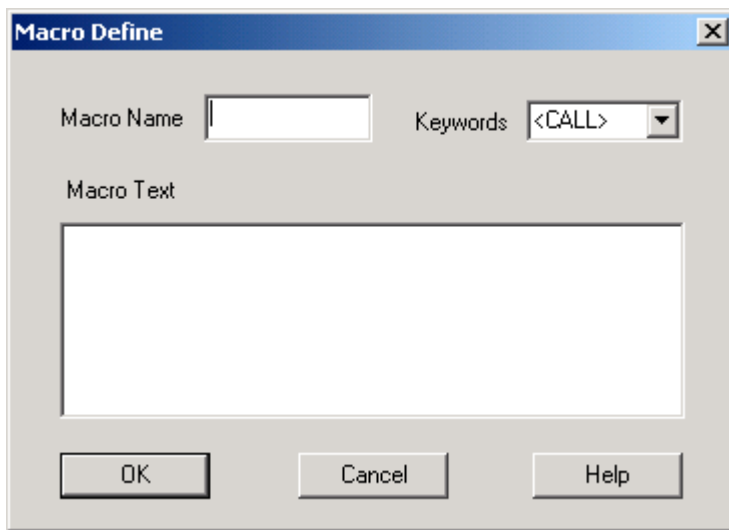 Macro Define
Macro Name
Keywords <CALL>
Macro Text
OK Cancel Help